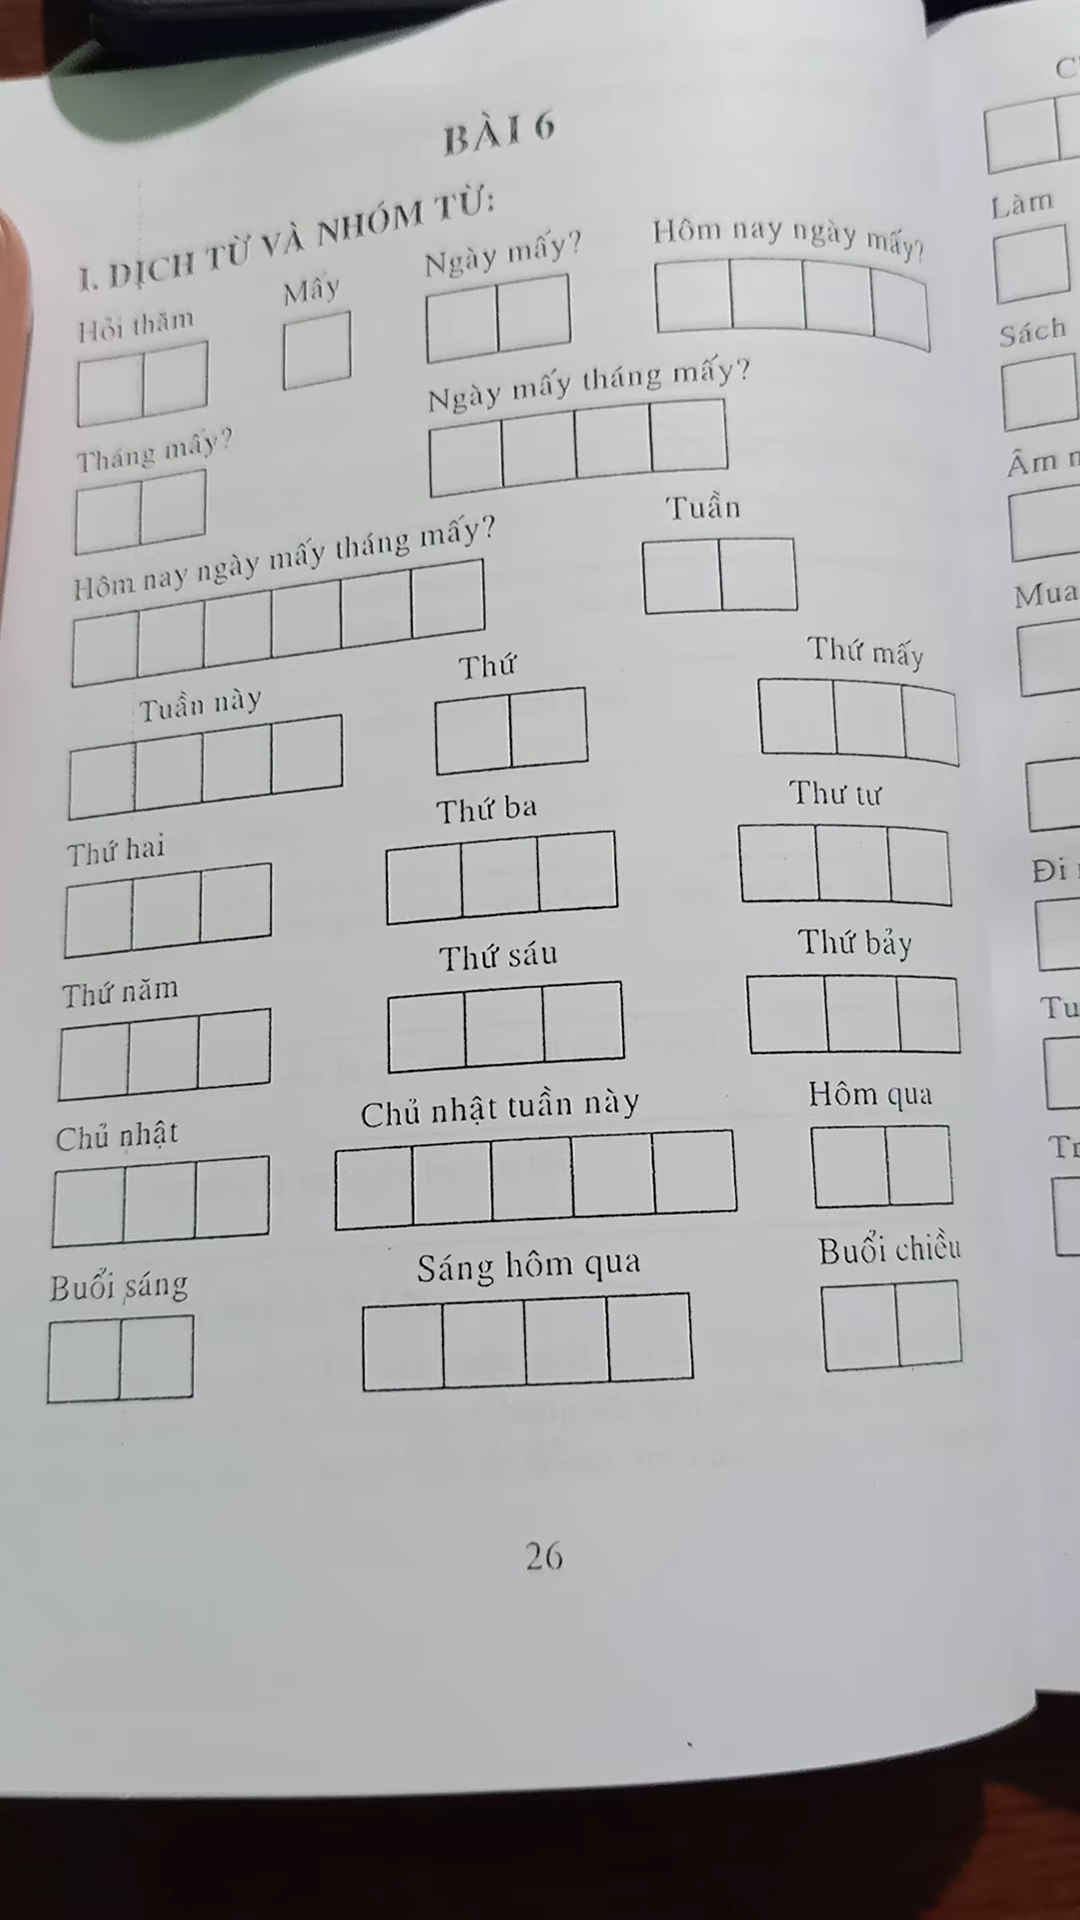 BÀI 6
I. DỊCH TỪ VÀ NHÓM TỪ:
Hỏi thăm
Mấy
Ngày mấy?
Hôm nay ngày mấy?
Tháng mấy?
Ngày mấy tháng mấy?
Hôm nay ngày mấy tháng mấy?
Tuần
Tuần này
Thứ
Thứ mấy
Thứ hai
Thứ ba
Thư tư
Thứ năm
Thứ sáu
Thứ bảy
Chủ nhật
Chủ nhật tuần này
Hôm qua
Buổi sáng
Sáng hôm qua
Buổi chiều
26
Làm
Sách
Âm
Mua
Đi